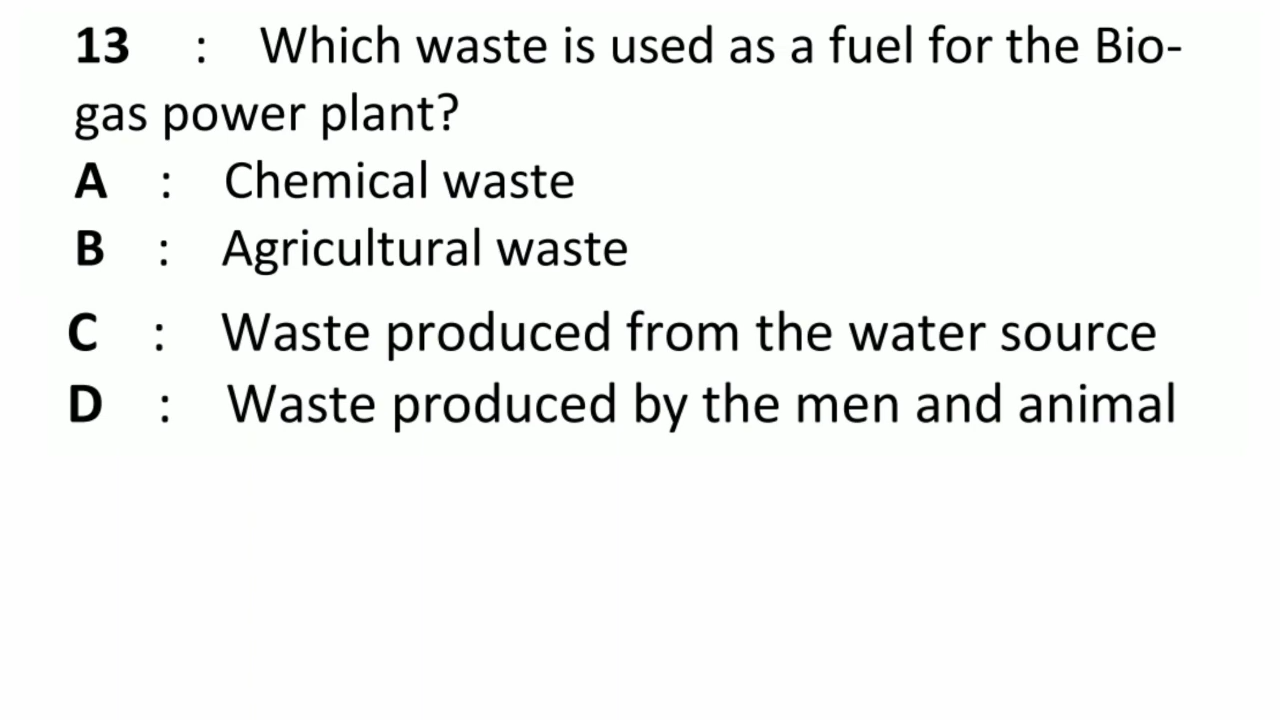 13 : Which waste is used as a fuel for the Bio-
gas power plant?
A : Chemical waste
B : Agricultural waste
C : Waste produced from the water source
D : Waste produced by the men and animal